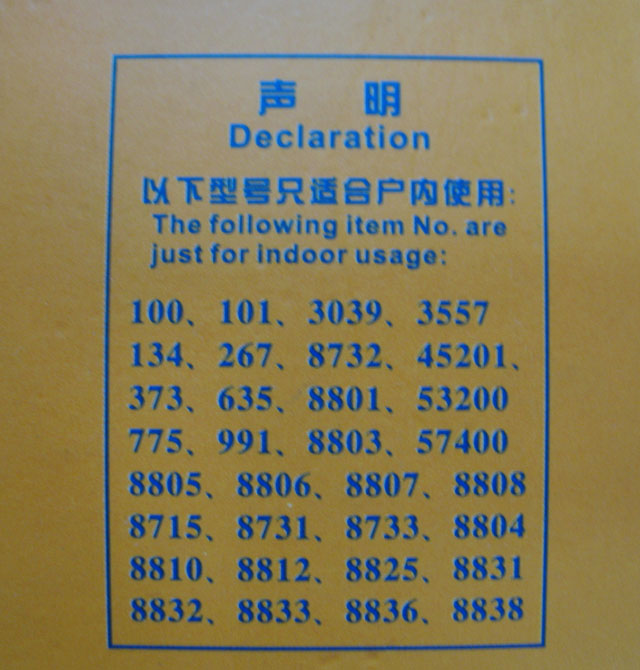 声 明
Declaration
以下型号只适合户内使用:
The following item No. are
just for indoor usage:
100、101、3039、3557
134、267、8732、45201、
373、635、8801、53200
775、991、8803、57400
8805、8806、8807、8808
8715、8731、8733、8804
8810、8812、8825、8831
8832、8833、8836、8838